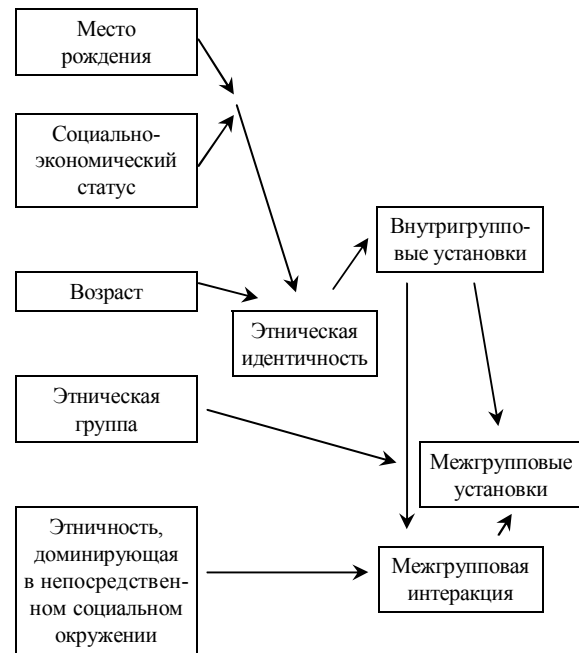 Место
рождения
Социально-
экономический
статус
Внутригруппо-
вые установки
Возраст
Этническая
идентичность
Этническая
группа
Межгрупповые
установки
Этничность,
доминирующая
в непосредствен-
ном социальном
окружении
Межгрупповая
интеракция